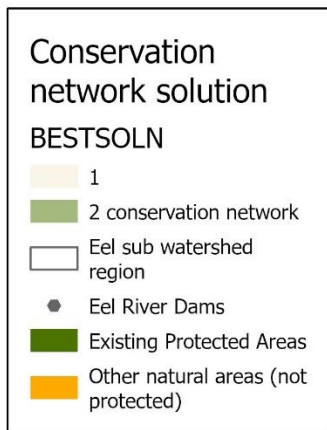 Conservation
network solution
BESTSOLN
1
2 conservation network
Eel sub watershed
region
Eel River Dams
Existing Protected Areas
Other natural areas (not
protected)